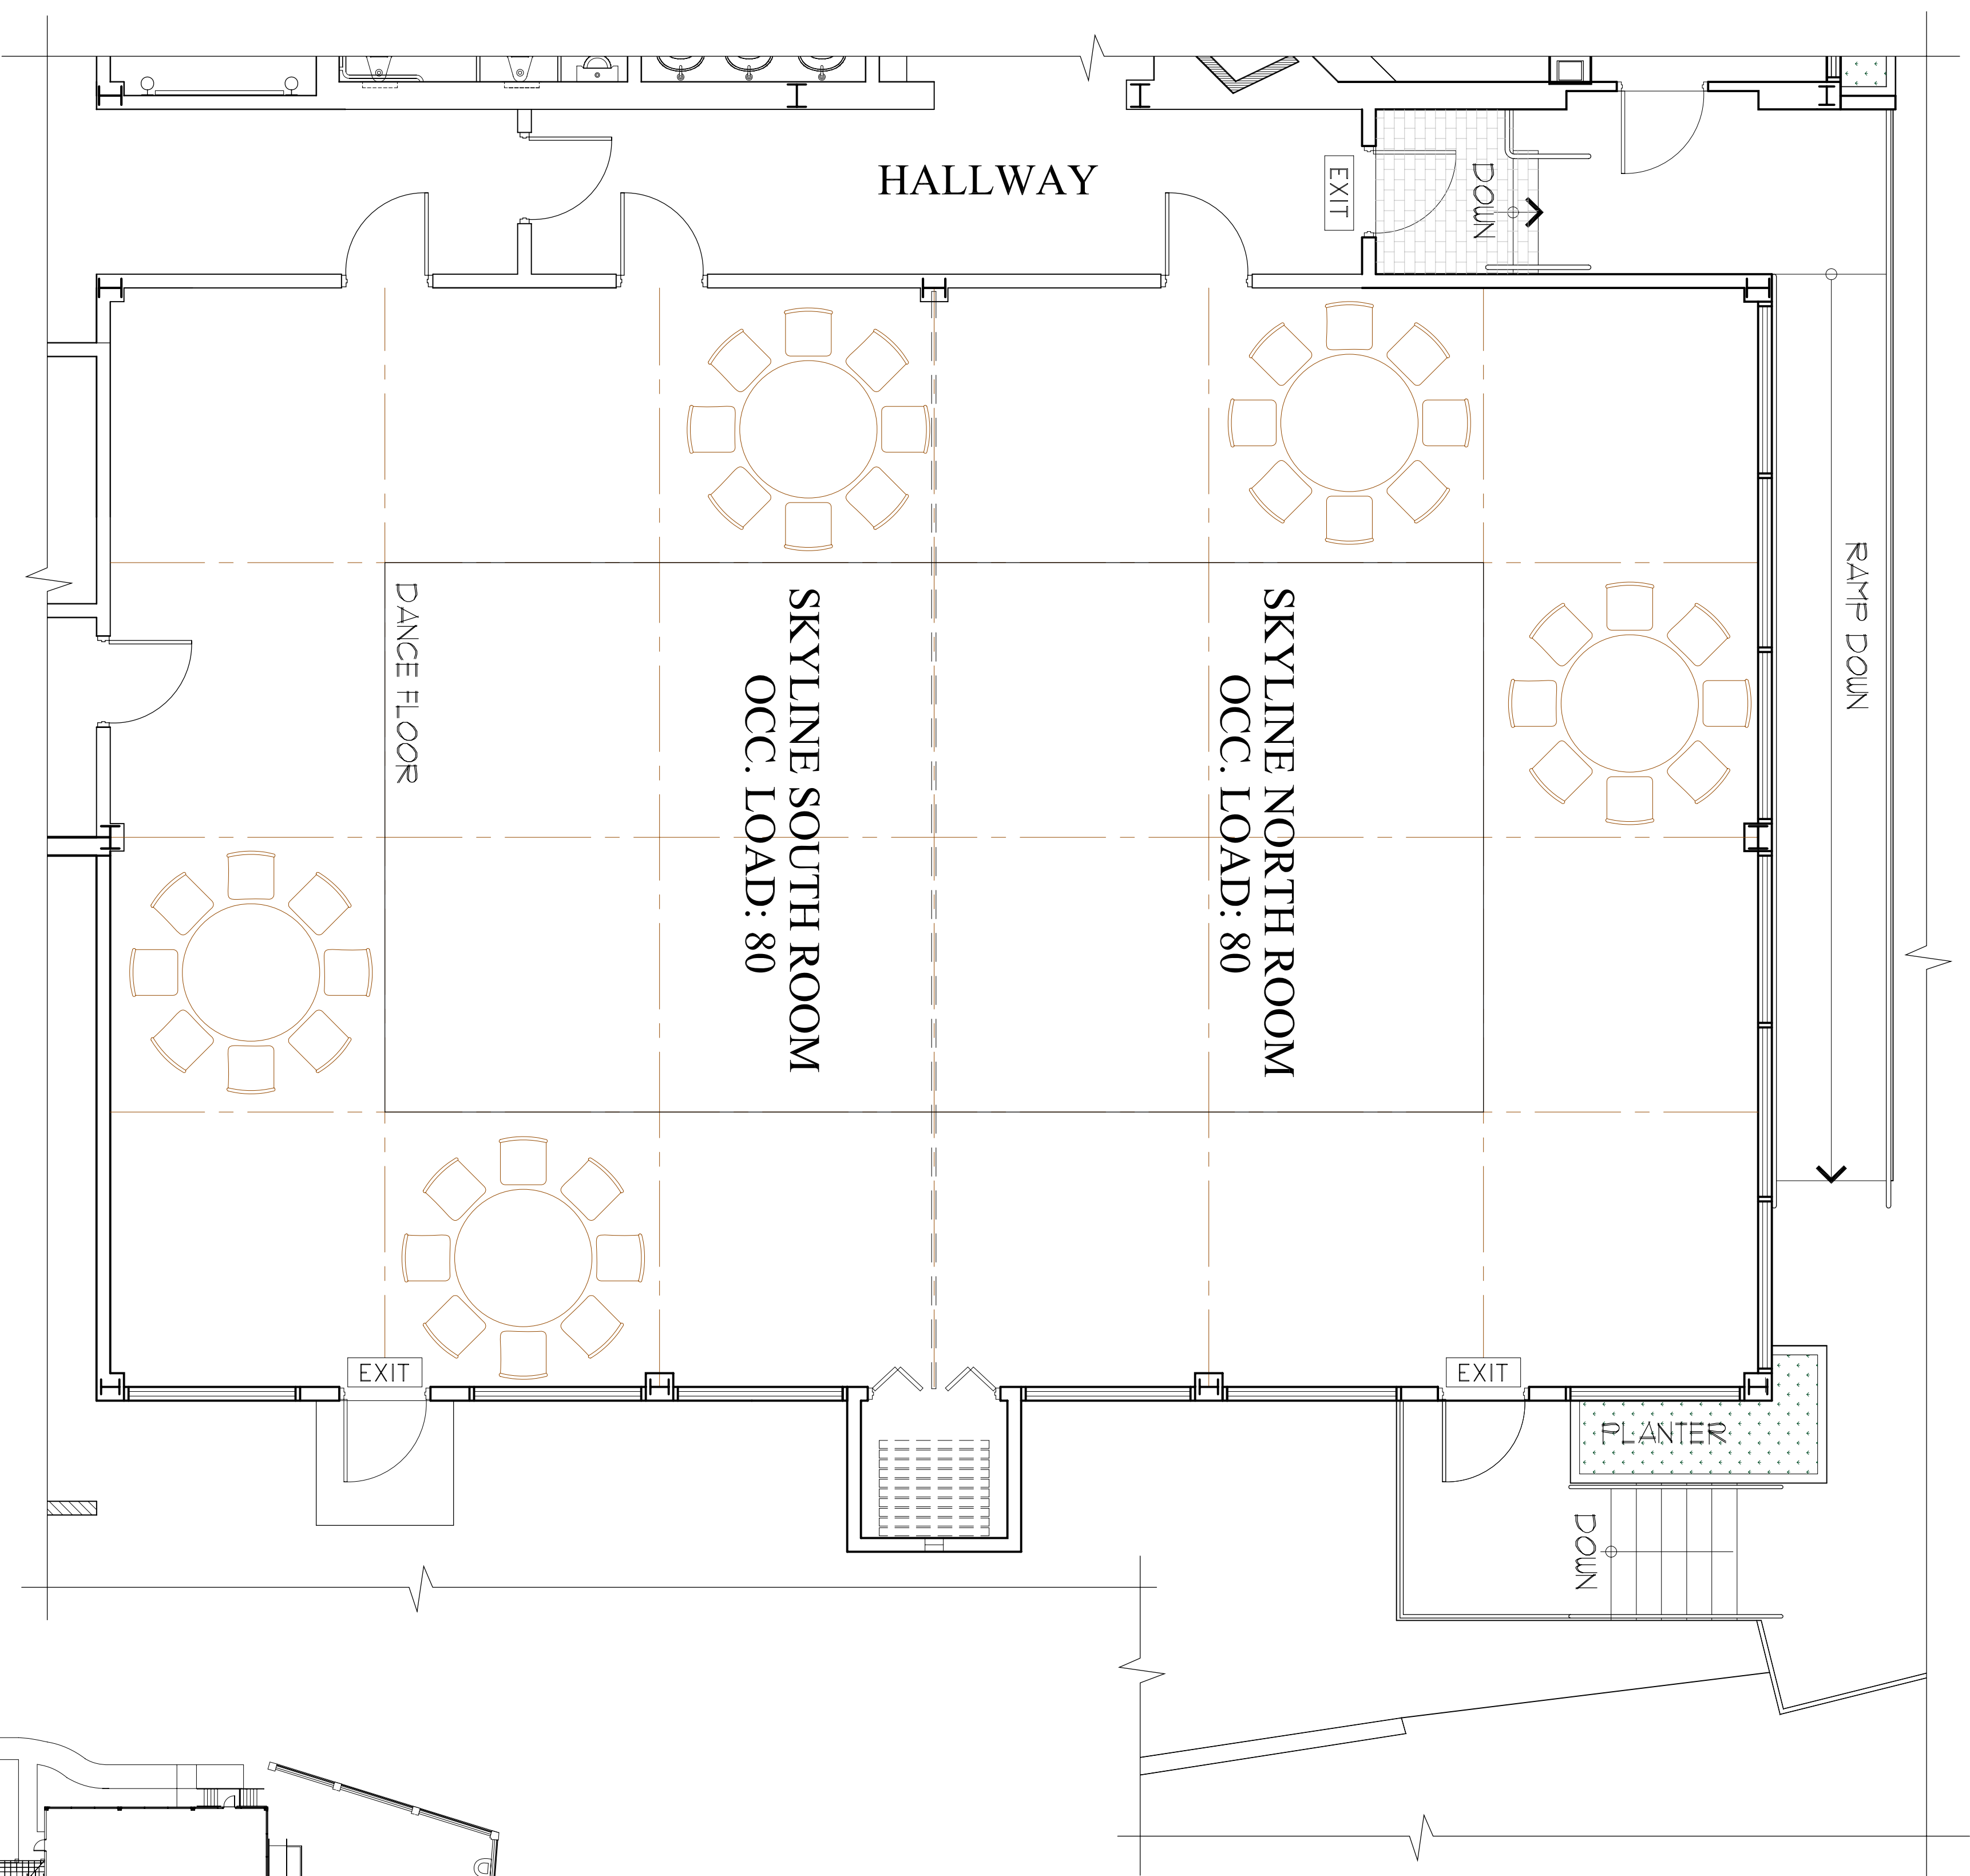 HALLWAY
EXIT
DOWN
RAMP DOWN
DANCE FLOOR
SKYLINE SOUTH ROOM
OCC. LOAD: 80
SKYLINE NORTH ROOM
OCC. LOAD: 80
EXIT
EXIT
PLANTER
DOWN